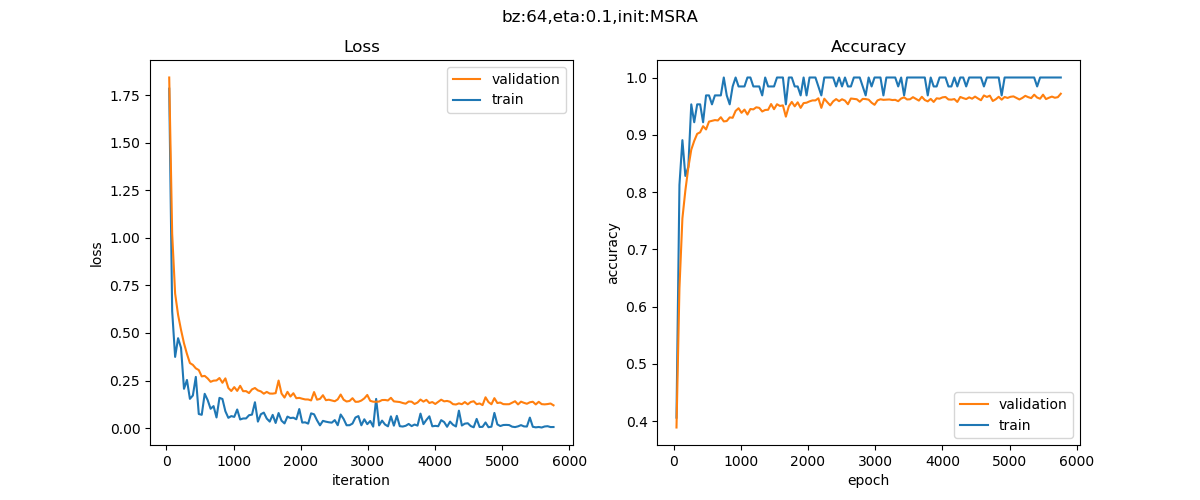 bz:64,eta:0.1,init:MSRA
Loss
validation
train
1.75
1.50
1.25
1.00
0.75
0.50
0.25
0.00
loss
0
1000
2000
3000
4000
5000
6000
iteration
Accuracy
1.0
0.9
0.8
0.7
0.6
0.5
0.4
accuracy
validation
train
0
1000
2000
3000
4000
5000
6000
epoch